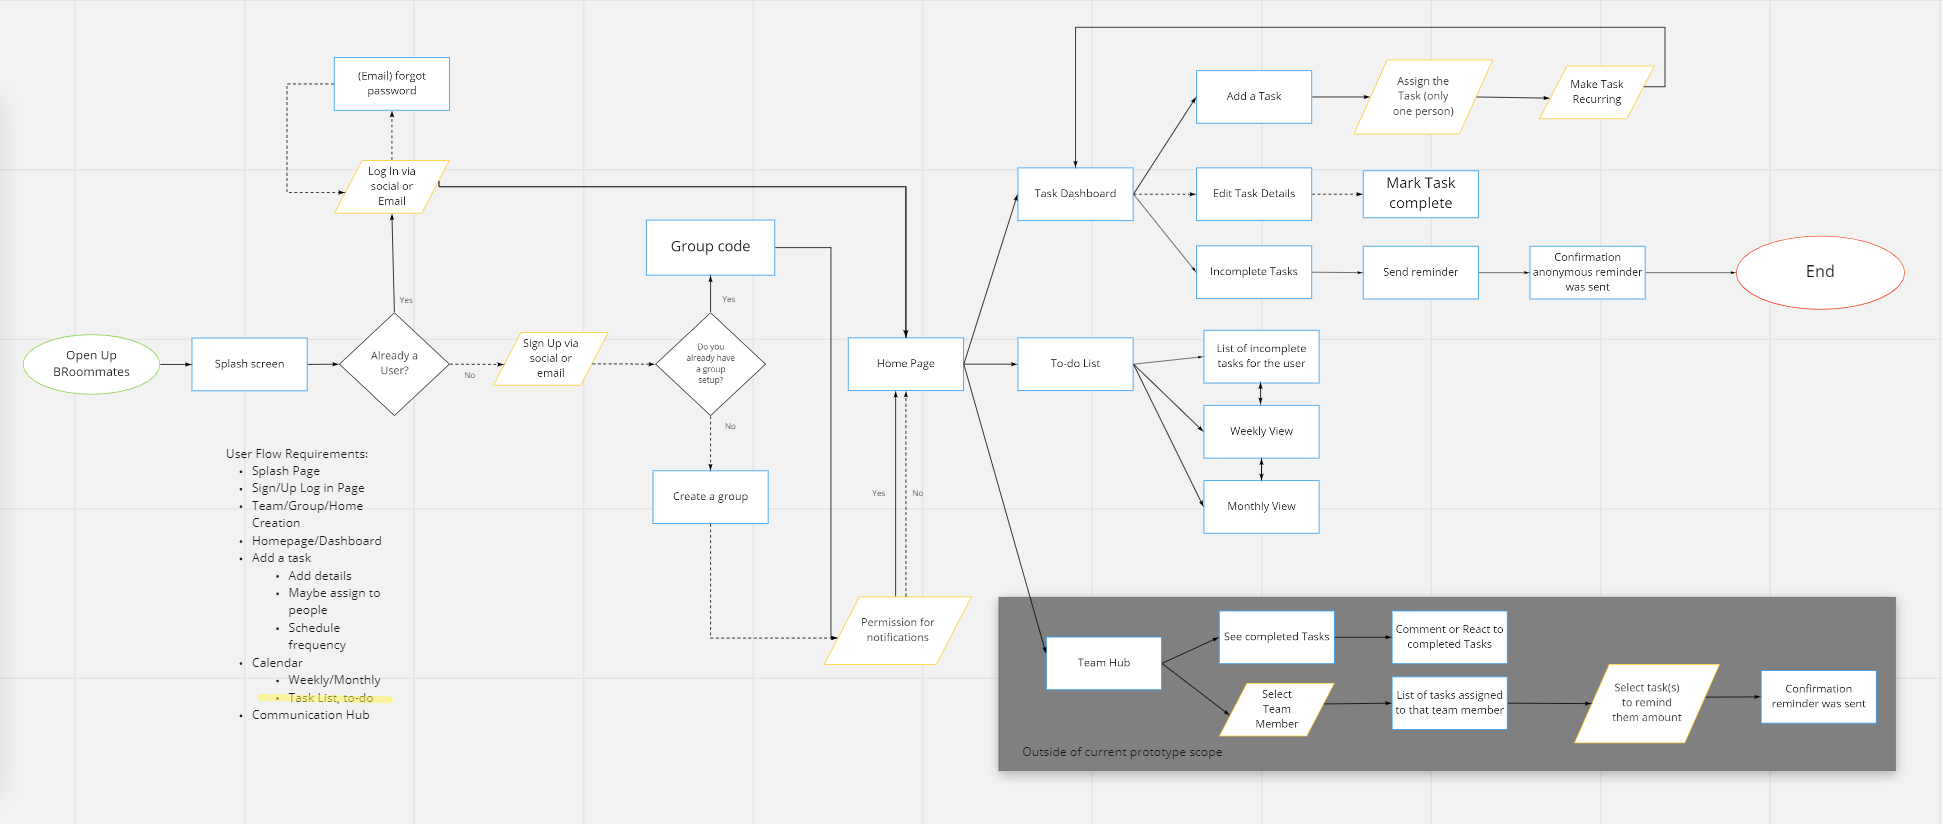 (Email) forgot
password
Log In via
social or
Email
Yes
Open Up
BRoommates
Splash screen
Already a
User?
No
Sign Up via
social or
email
Group code
Yes
Do you
already have
a group
setup?
No
Create a group
Yes
No
Permission for
notifications
Home Page
Task Dashboard
Add a Task
Assign the
Task (only
one person)
Make Task
Recurring
Edit Task Details
Mark Task
complete
Incomplete Tasks
Send reminder
Confirmation
anonymous reminder
was sent
End
To-do List
List of incomplete
tasks for the user
Weekly View
Monthly View
User Flow Requirements:
• Splash Page
• Sign/Up Log in Page
• Team/Group/Home
Creation
• Homepage/Dashboard
• Add a task
• Add details
• Maybe assign to
people
• Schedule
frequency
• Calendar
• Weekly/Monthly
• Task List, to-do
• Communication Hub
Team Hub
See completed Tasks
Comment or React to
completed Tasks
Select
Team
Member
List of tasks assigned
to that team member
Select task(s)
to remind
them amount
Confirmation
reminder was sent
Outside of current prototype scope